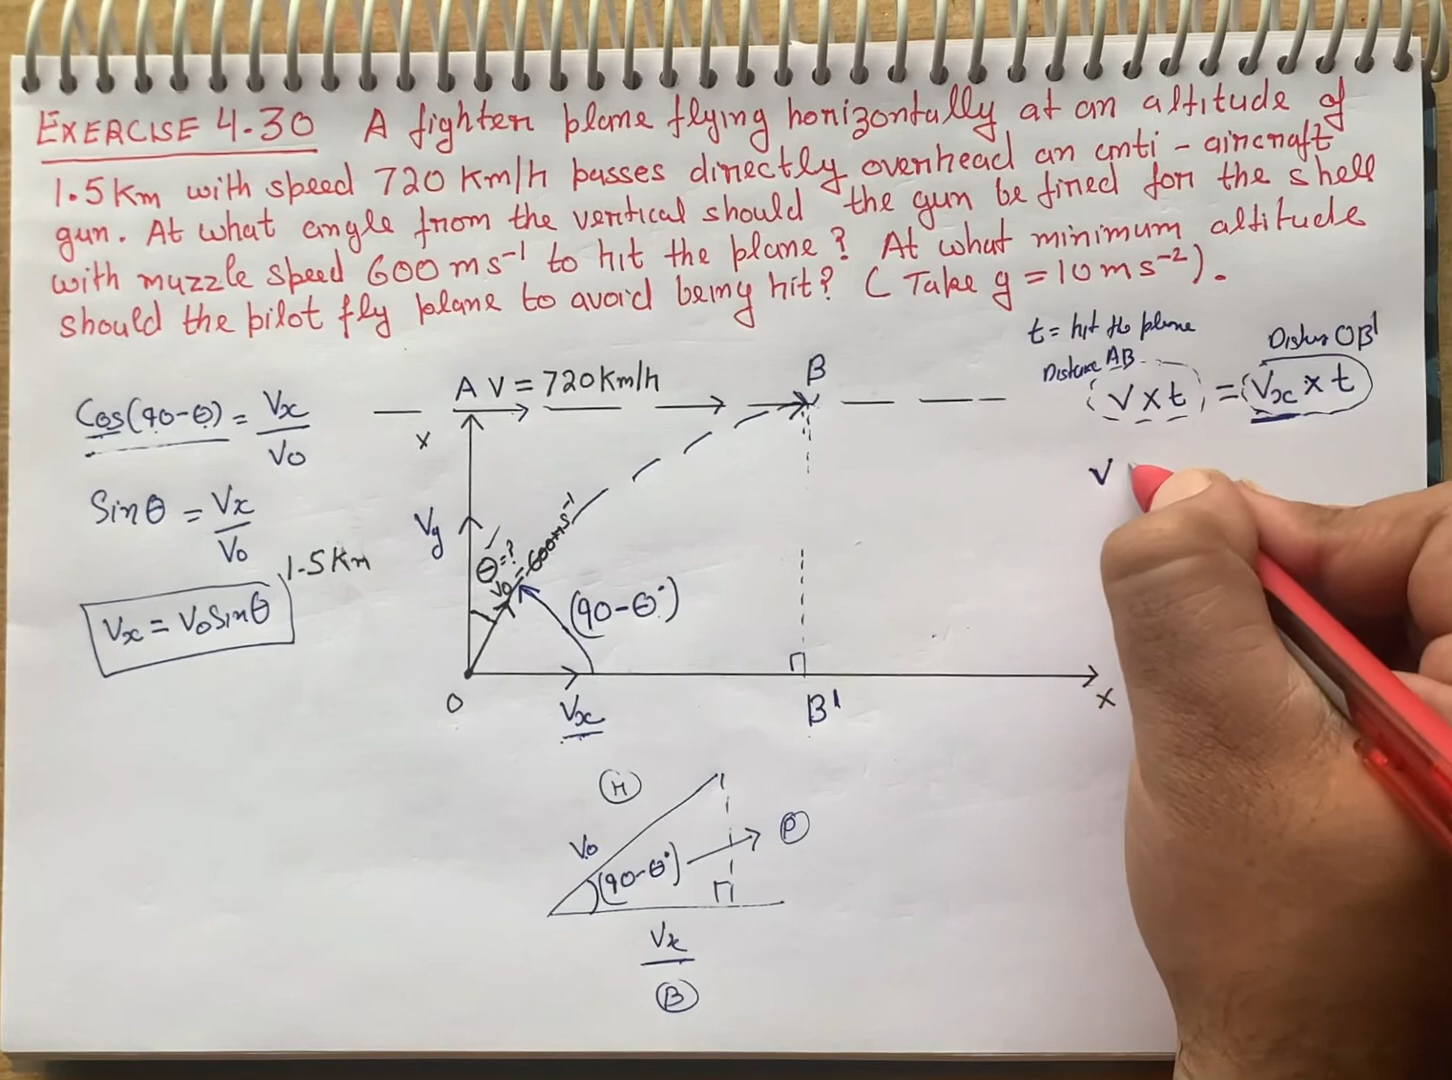 EXERCISE 4.30 A fighter plane flying horizontally at an altitude of
1.5 km with speed 720 Km/h passes directly overhead an anti-aircraft
gun. At what angle from the vertical should the gun be fired for the shell
with muzzle speed 600 ms⁻¹ to hit the plane? At what minimum altitude
should the pilot fly plane to avoid being hit? (Take g = 10 ms⁻²).
t = hit the plane
Distance AB
Distance OB'
V x t = Vx x t
V
Cos(90-θ) = Vx/V0
Sinθ = Vx/V0
Vx = V0 Sinθ
A V = 720 Km/h
B
x
Vy
1.5 Km
θ = ?
V0 = 600 ms⁻¹
(90-θ°)
O
Vx
B'
X
H
V0
(90-θ°)
P
Vx
B